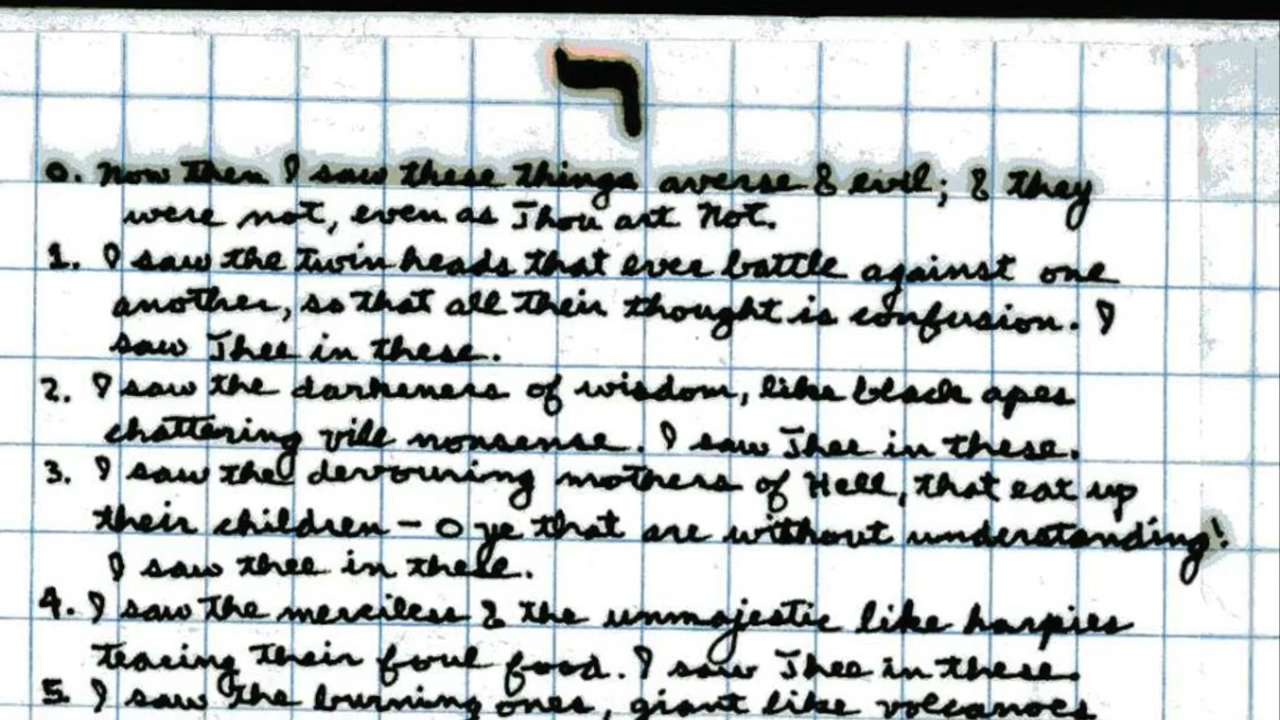 ר
0. Now then I saw these things averse & evil; & they
were not, even as Thou art Not.
1. I saw the twin heads that ever battle against one
another, so that all their thought is confusion. I
saw Thee in these.
2. I saw the darkeness of wisdom, like black apes
chattering vile nonsense. I saw Thee in these.
3. I saw the devouring mothers of Hell, that eat up
their children – O ye that are without understanding!
I saw thee in these.
4. I saw the merciless & the unmajestic like harpies
tearing their foul food. I saw Thee in these.
5. I saw the burning ones, giant like volcanoes